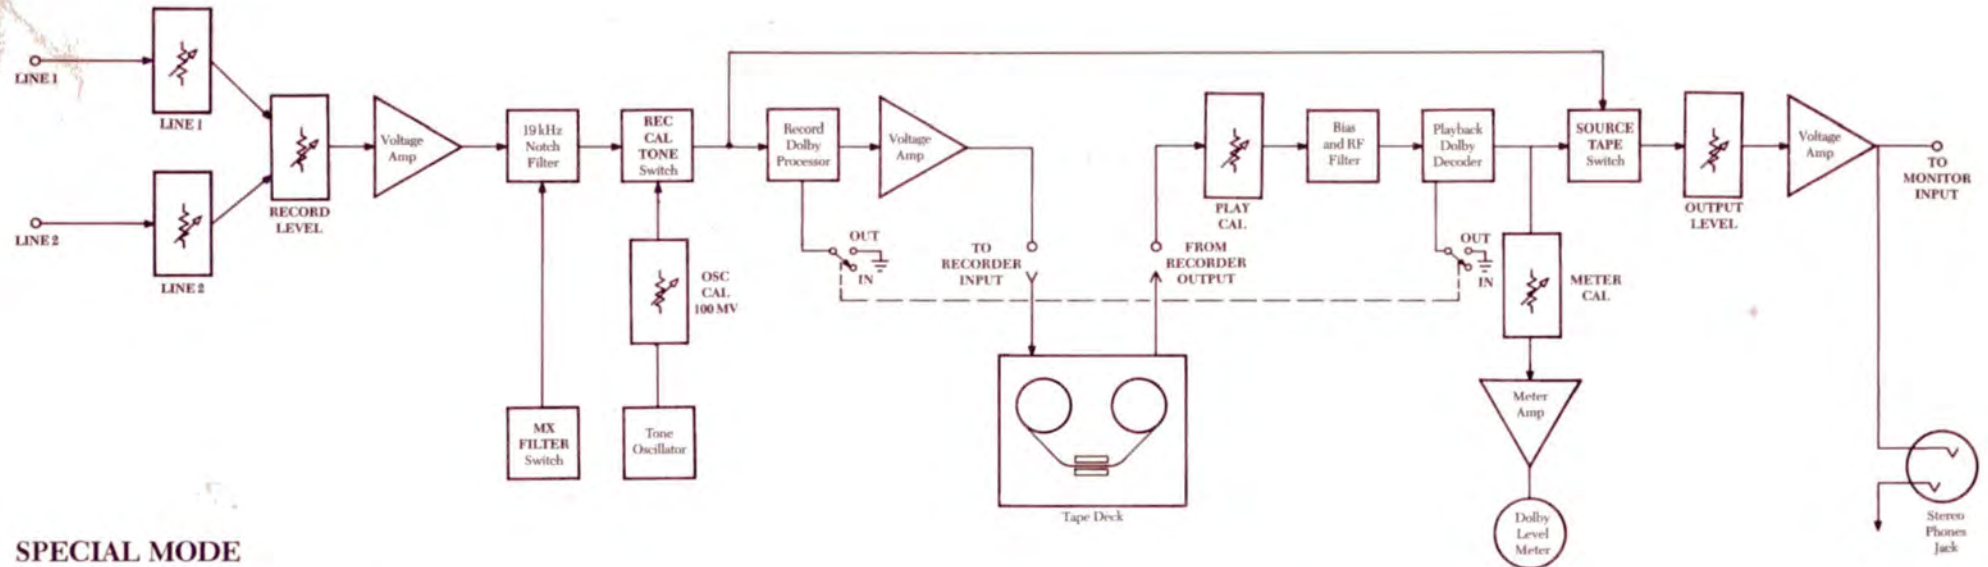 LINE 1
LINE 1
LINE 2
LINE 2
RECORD
LEVEL
Voltage
Amp
19 kHz
Notch
Filter
MX
FILTER
Switch
REC
CAL
TONE
Switch
OSC
CAL
100 MV
Tone
Oscillator
Record
Dolby
Processor
OUT
IN
Voltage
Amp
TO
RECORDER
INPUT
FROM
RECORDER
OUTPUT
Tape Deck
PLAY
CAL
Bias
and RF
Filter
Playback
Dolby
Decoder
OUT
IN
METER
CAL
Meter
Amp
Dolby
Level
Meter
SOURCE
TAPE
Switch
OUTPUT
LEVEL
Voltage
Amp
TO
MONITOR
INPUT
Stereo
Phones
Jack
SPECIAL MODE